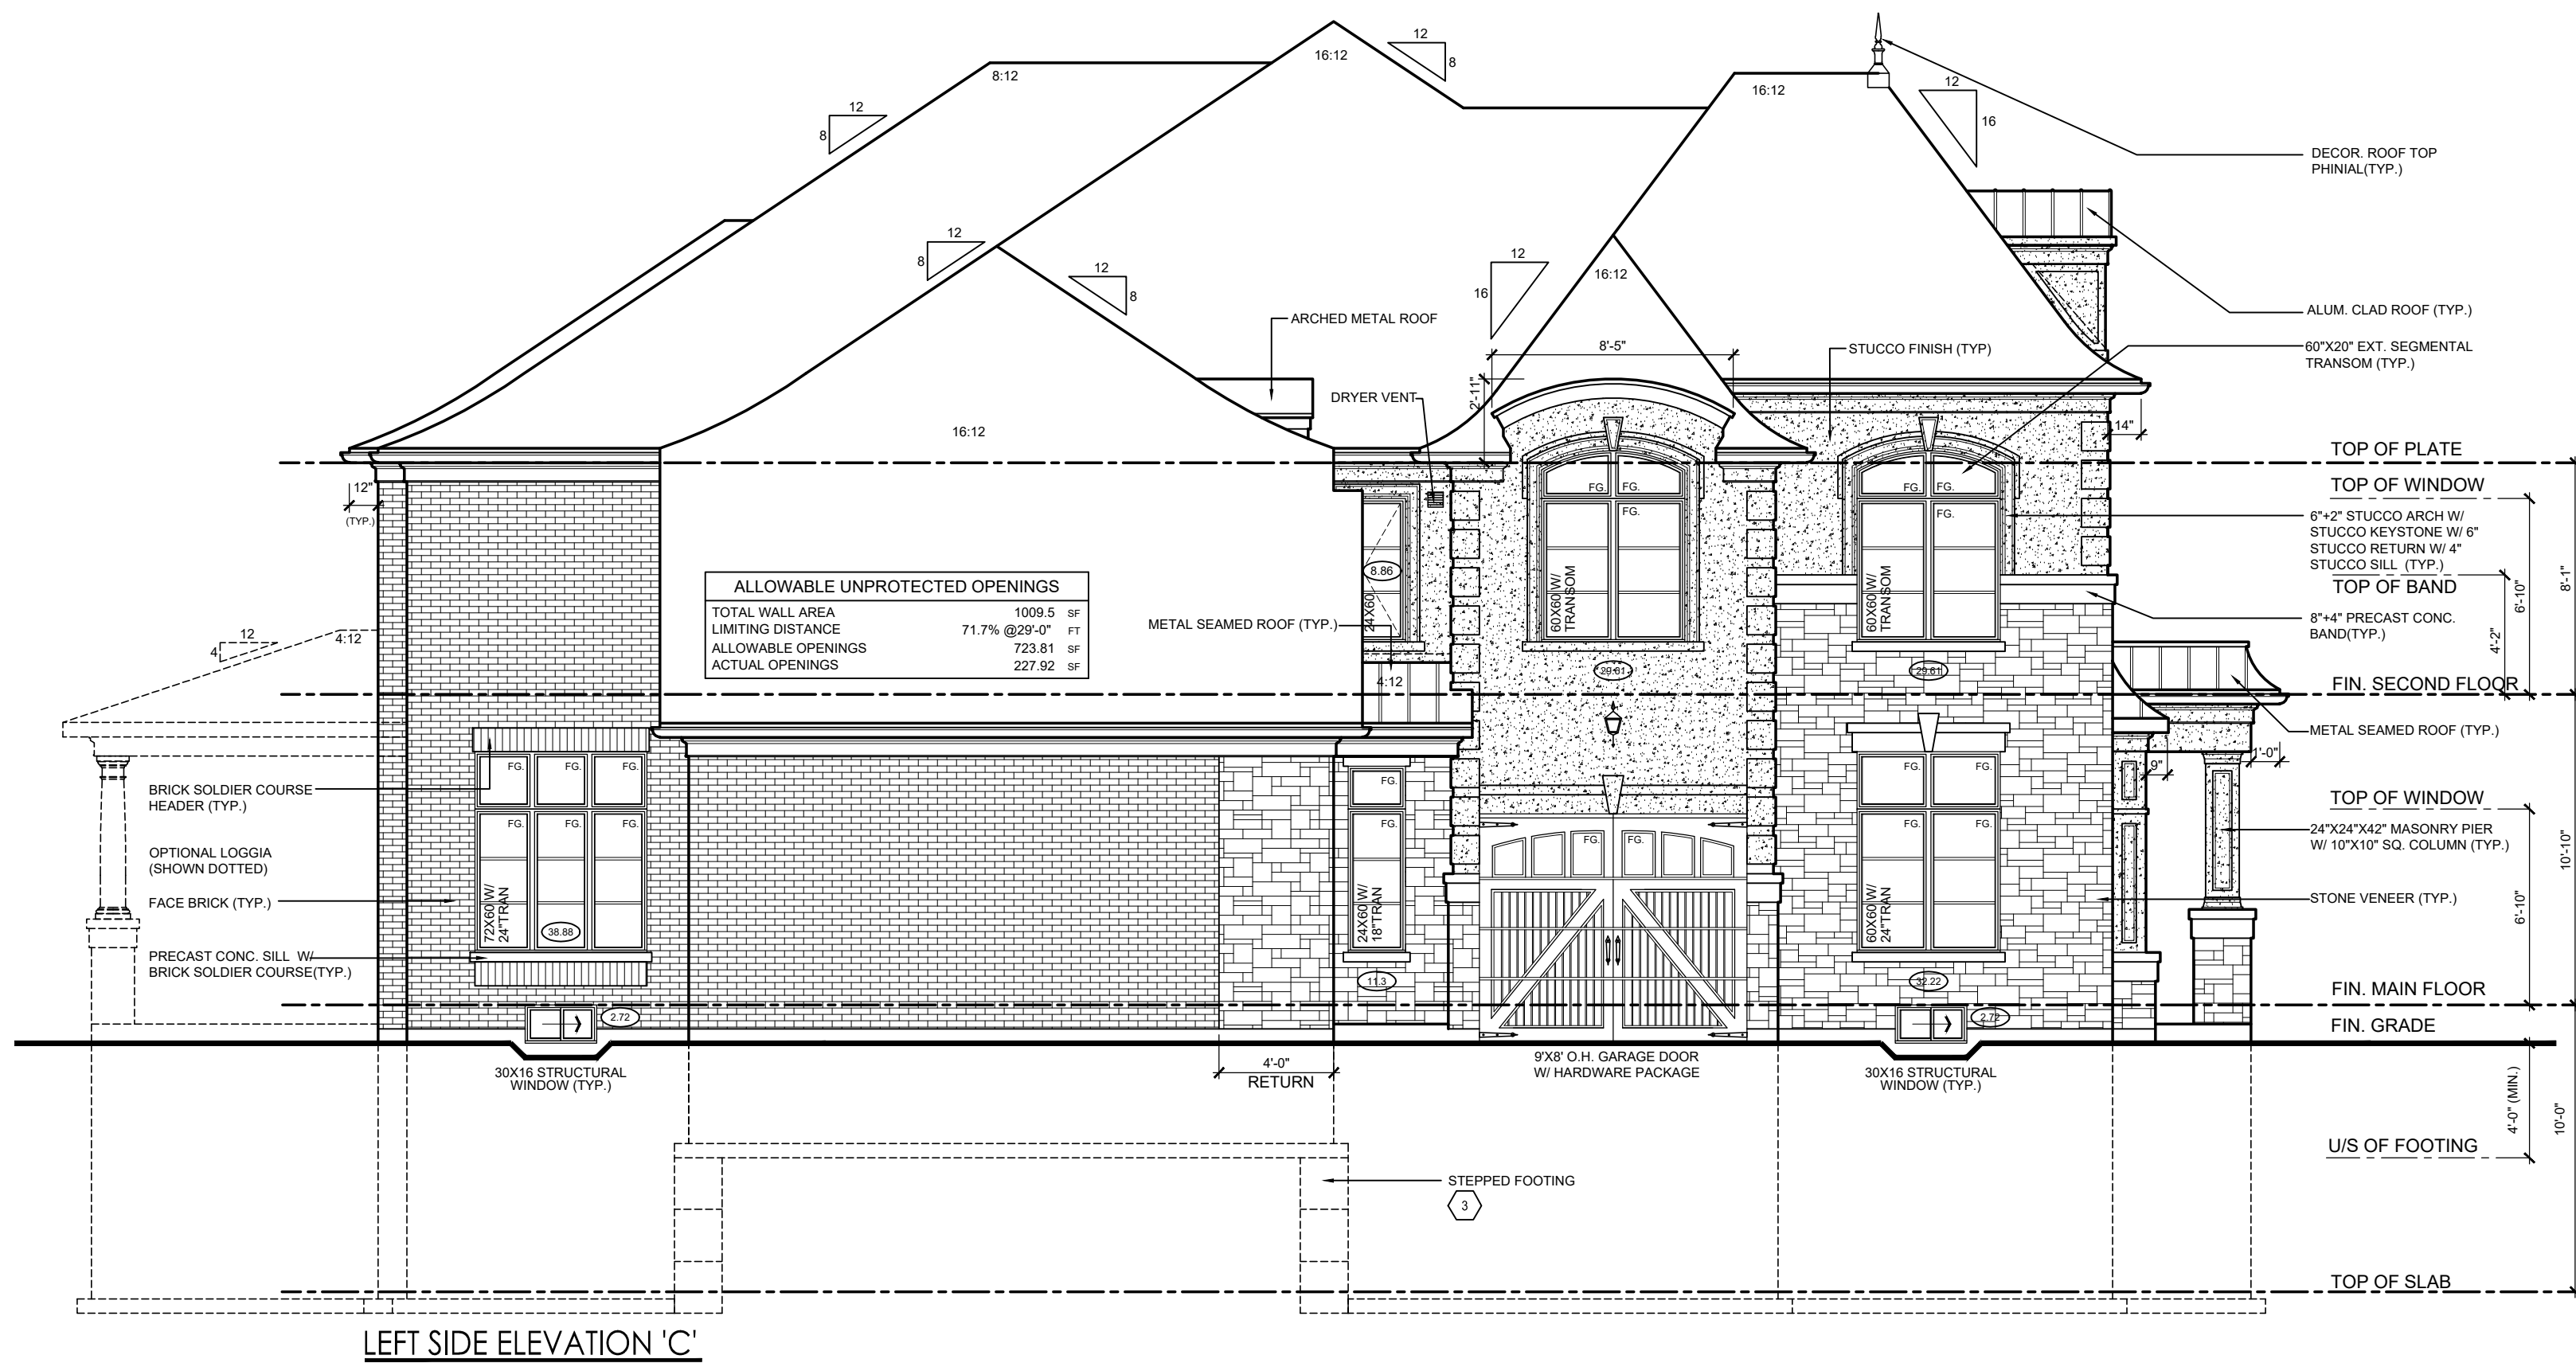 12
8
16:12
8:12
12
8
16:12
12
16
DECOR. ROOF TOP
PHINIAL(TYP.)
12
8
12
8
12
16
16:12
ARCHED METAL ROOF
ALUM. CLAD ROOF (TYP.)
8'-5"
STUCCO FINISH (TYP)
60"X20" EXT. SEGMENTAL
TRANSOM (TYP.)
2'-11"
DRYER VENT
16:12
14"
TOP OF PLATE
12"
(TYP.)
TOP OF WINDOW
FG.
FG.
FG.
FG.
FG.
FG.
6"+2" STUCCO ARCH W/
STUCCO KEYSTONE W/ 6"
STUCCO RETURN W/ 4"
STUCCO SILL (TYP.)
TOP OF BAND
8"+4" PRECAST CONC.
BAND(TYP.)
8'-1"
6'-10"
4'-2"
8.86
24X60
60X60 W/
TRANSOM
60X60 W/
TRANSOM
ALLOWABLE UNPROTECTED OPENINGS
TOTAL WALL AREA 1009.5 SF
LIMITING DISTANCE 71.7% @29'-0" FT
ALLOWABLE OPENINGS 723.81 SF
ACTUAL OPENINGS 227.92 SF
METAL SEAMED ROOF (TYP.)
12
4
4:12
4:12
29.61
29.61
FIN. SECOND FLOOR
METAL SEAMED ROOF (TYP.)
1'-0"
9"
FG.
FG.
FG.
FG.
FG.
FG.
BRICK SOLDIER COURSE
HEADER (TYP.)
FG.
FG.
FG.
FG.
TOP OF WINDOW
FG.
FG.
FG.
FG.
24"X24"X42" MASONRY PIER
W/ 10"X10" SQ. COLUMN (TYP.)
OPTIONAL LOGGIA
(SHOWN DOTTED)
10'-10"
6'-10"
FACE BRICK (TYP.)
STONE VENEER (TYP.)
72X60 W/
24"TRAN
38.88
24X60 W/
18"TRAN
60X60 W/
24"TRAN
PRECAST CONC. SILL W/
BRICK SOLDIER COURSE(TYP.)
11.3
32.22
FIN. MAIN FLOOR
2.72
2.72
FIN. GRADE
30X16 STRUCTURAL
WINDOW (TYP.)
4'-0"
RETURN
9'X8' O.H. GARAGE DOOR
W/ HARDWARE PACKAGE
30X16 STRUCTURAL
WINDOW (TYP.)
4'-0" (MIN.)
10'-0"
U/S OF FOOTING
STEPPED FOOTING
3
TOP OF SLAB
LEFT SIDE ELEVATION 'C'